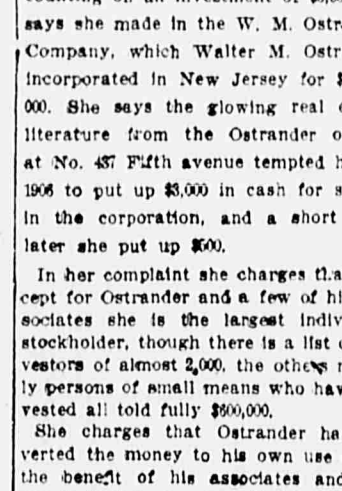 says she made in the W. M. Ostra
Company, which Walter M. Ostr
incorporated in New Jersey for $
000. She says the glowing real e
literature from the Ostrander o
at No. 437 Fifth avenue tempted h
1906 to put up $3,000 in cash for s
in the corporation, and a short
later she put up $500.
In her complaint she charges tha
cept for Ostrander and a few of hi
sociates she is the largest indiv
stockholder, though there is a list o
vestors of almost 2,000, the others
ly persons of small means who hav
vested all told fully $600,000.
She charges that Ostrander ha
verted the money to his own use
the benefit of his associates and